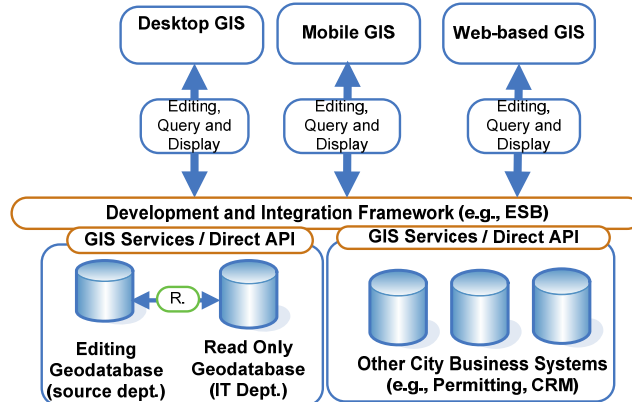 Desktop GIS
Mobile GIS
Web-based GIS
Editing,
Query and
Display
Editing,
Query and
Display
Editing,
Query and
Display
Development and Integration Framework (e.g., ESB)
GIS Services / Direct API
GIS Services / Direct API
R.
Editing
Geodatabase
(source dept.)
Read Only
Geodatabase
(IT Dept.)
Other City Business Systems
(e.g., Permitting, CRM)